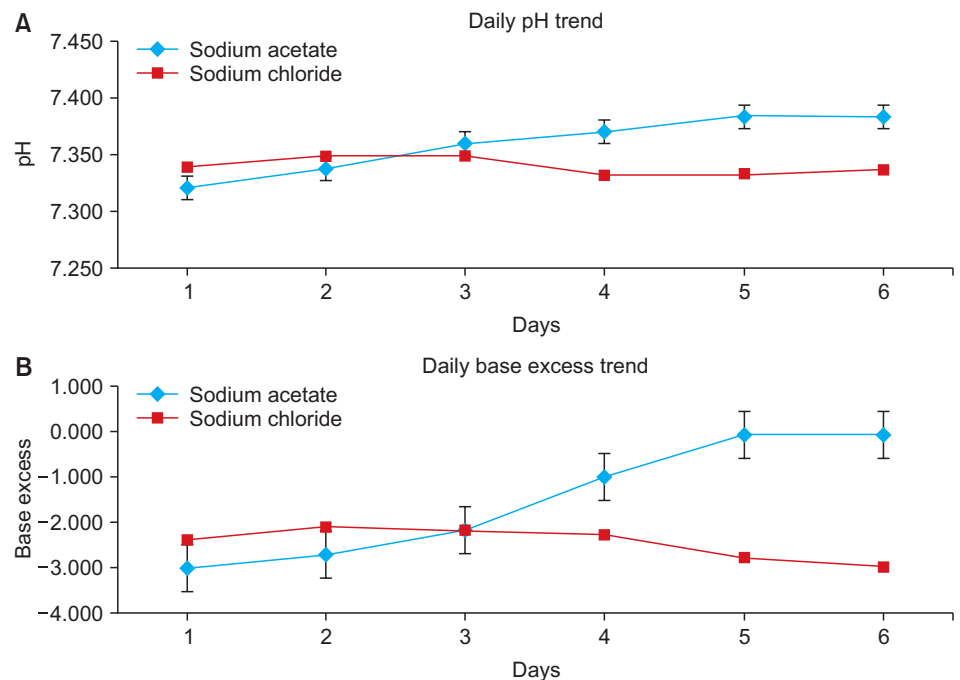 A
Daily pH trend
7.450
7.400
7.350
7.300
7.250
pH
Sodium acetate
Sodium chloride
1 2 3 4 5 6
Days
B
Daily base excess trend
1.000
0.000
−1.000
−2.000
−3.000
−4.000
Base excess
Sodium acetate
Sodium chloride
1 2 3 4 5 6
Days